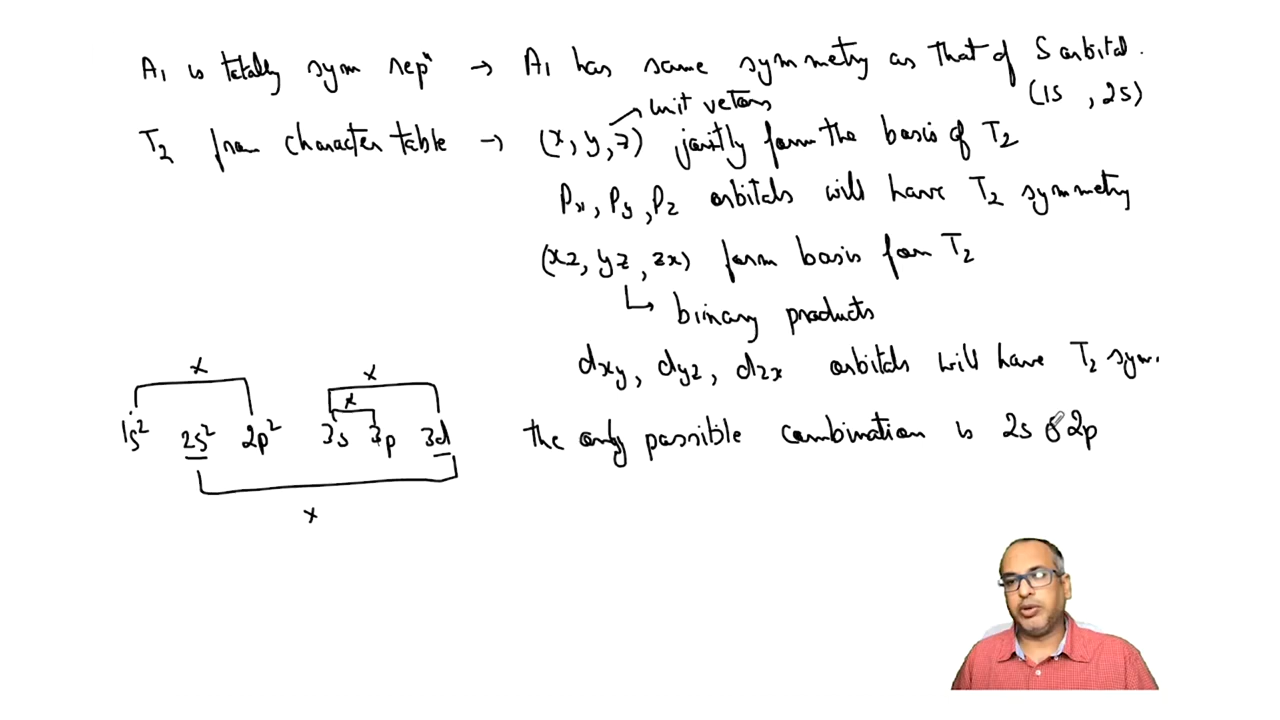 A₁ is totally sym repⁿ → A₁ has same symmetry as that of S orbital.
(1s , 2s)
unit vetors
T₂ from character table → (x, y, z) jointly form the basis of T₂
Px, Py, Pz orbitals will have T₂ symmetry
(xz, yz, zx) form basis for T₂
binary products
dxy, dyz, dzx orbitals will have T₂ sym.
x x
x
1s² 2s² 2p² 3s 3p 3d
the only possible combination is 2s & 2p
x